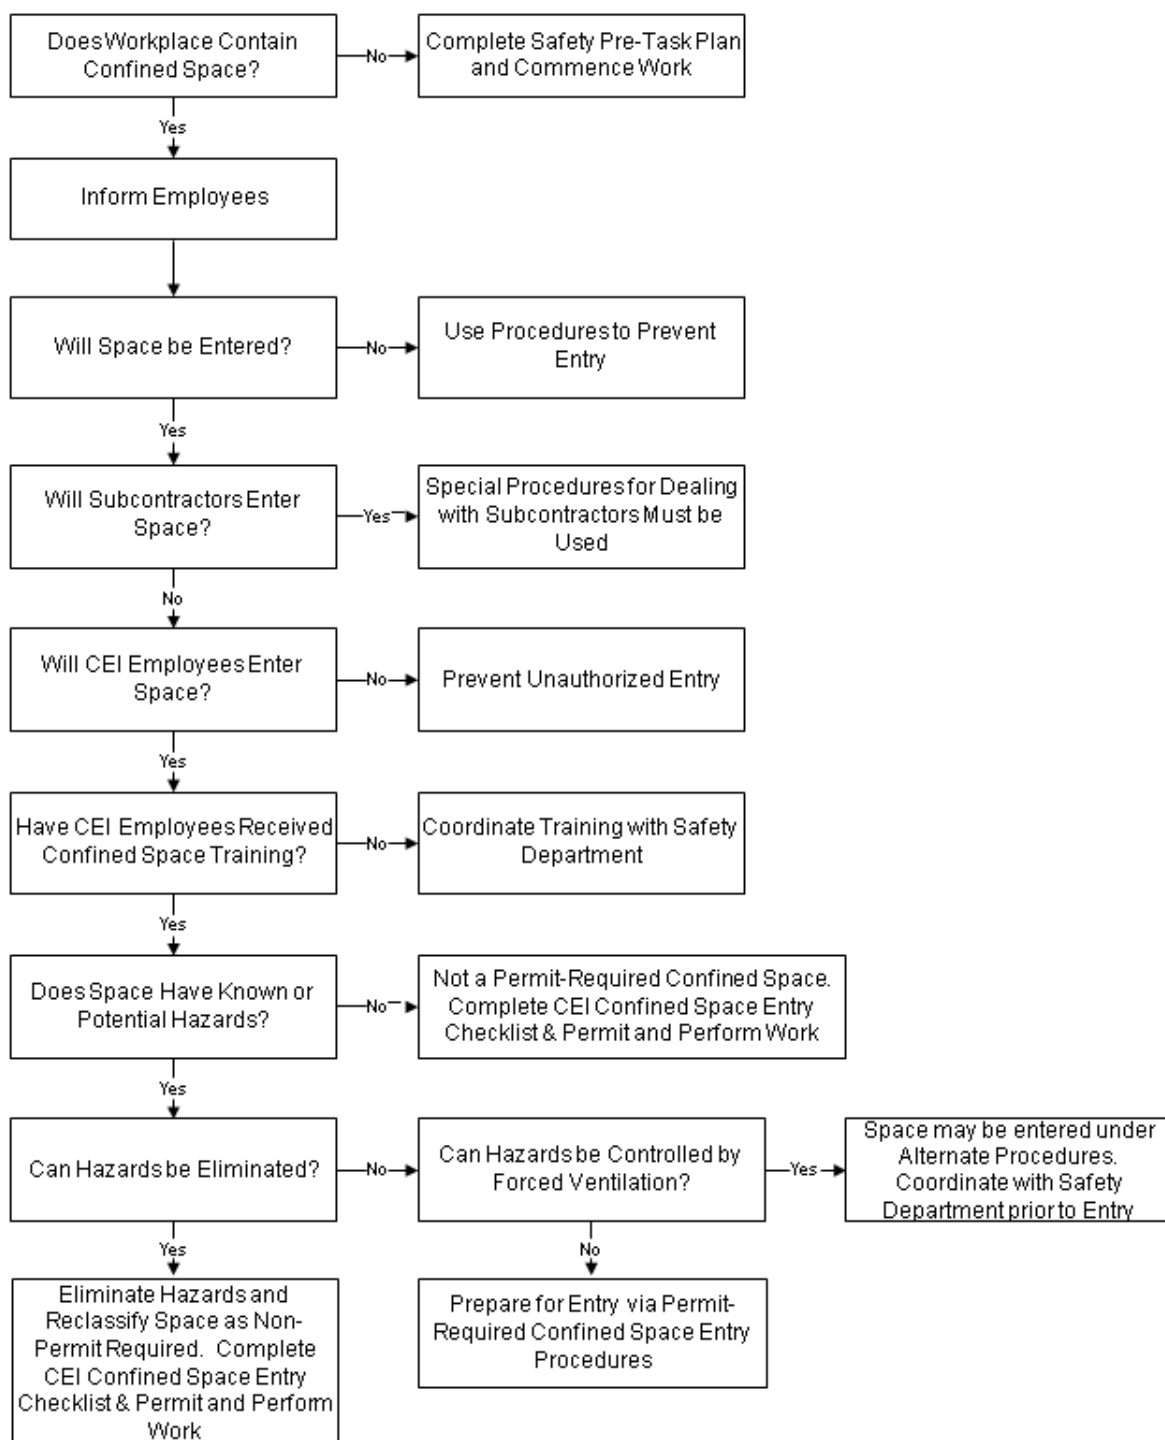 Does Workplace Contain
Confined Space?
No
Complete Safety Pre-Task Plan
and Commence Work
Yes
Inform Employees
Will Space be Entered?
No
Use Procedures to Prevent
Entry
Yes
Will Subcontractors Enter
Space?
Yes
Special Procedures for Dealing
with Subcontractors Must be
Used
No
Will CEI Employees Enter
Space?
No
Prevent Unauthorized Entry
Yes
Have CEI Employees Received
Confined Space Training?
No
Coordinate Training with Safety
Department
Yes
Does Space Have Known or
Potential Hazards?
No
Not a Permit-Required Confined Space.
Complete CEI Confined Space Entry
Checklist & Permit and Perform Work
Yes
Can Hazards be Eliminated?
No
Can Hazards be Controlled by
Forced Ventilation?
Yes
Space may be entered under
Alternate Procedures.
Coordinate with Safety
Department prior to Entry
Yes
No
Eliminate Hazards and
Reclassify Space as Non-
Permit Required. Complete
CEI Confined Space Entry
Checklist & Permit and Perform
Work
Prepare for Entry via Permit-
Required Confined Space Entry
Procedures